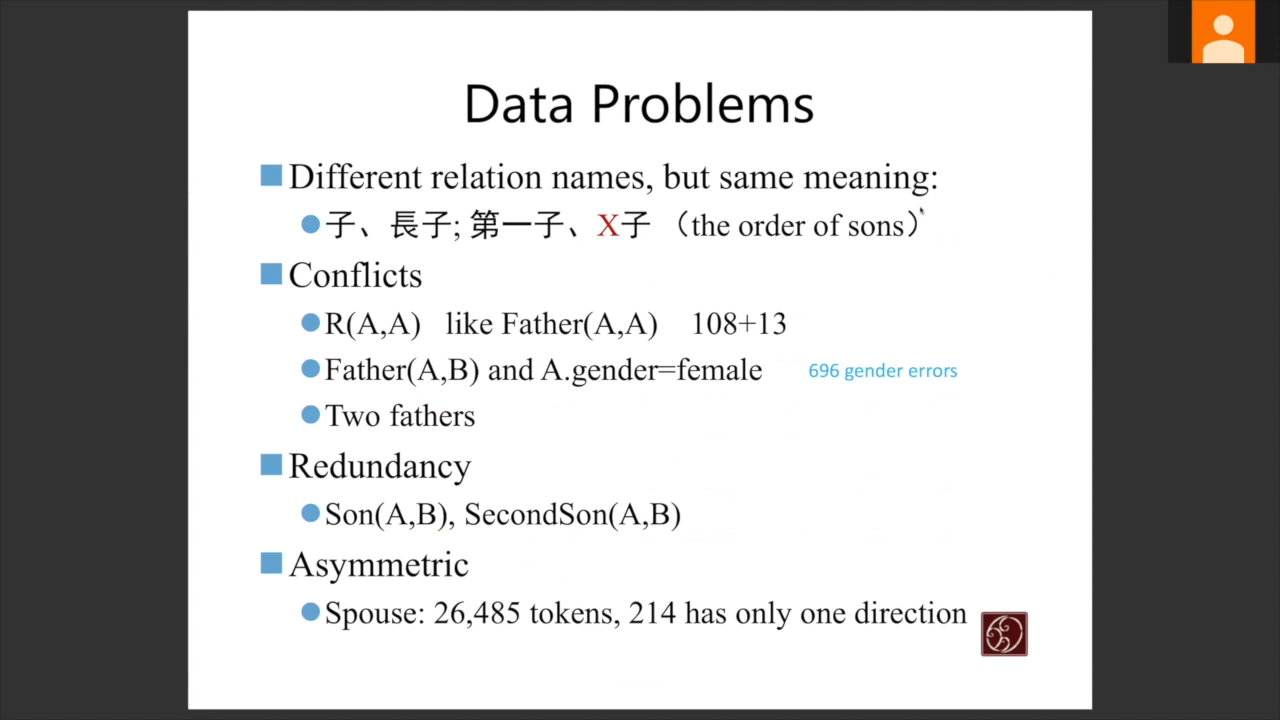 Data Problems
Different relation names, but same meaning:
子、長子; 第一子、X子 （the order of sons）
Conflicts
R(A,A) like Father(A,A) 108+13
Father(A,B) and A.gender=female 696 gender errors
Two fathers
Redundancy
Son(A,B), SecondSon(A,B)
Asymmetric
Spouse: 26,485 tokens, 214 has only one direction